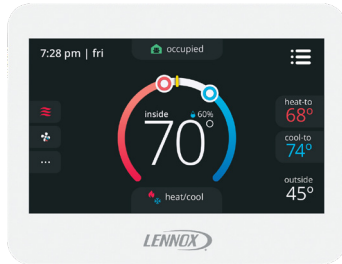 7:28 pm | fri
occupied
inside
60%
70°
heat-to
68°
cool-to
74°
outside
45°
heat/cool
LENNOX